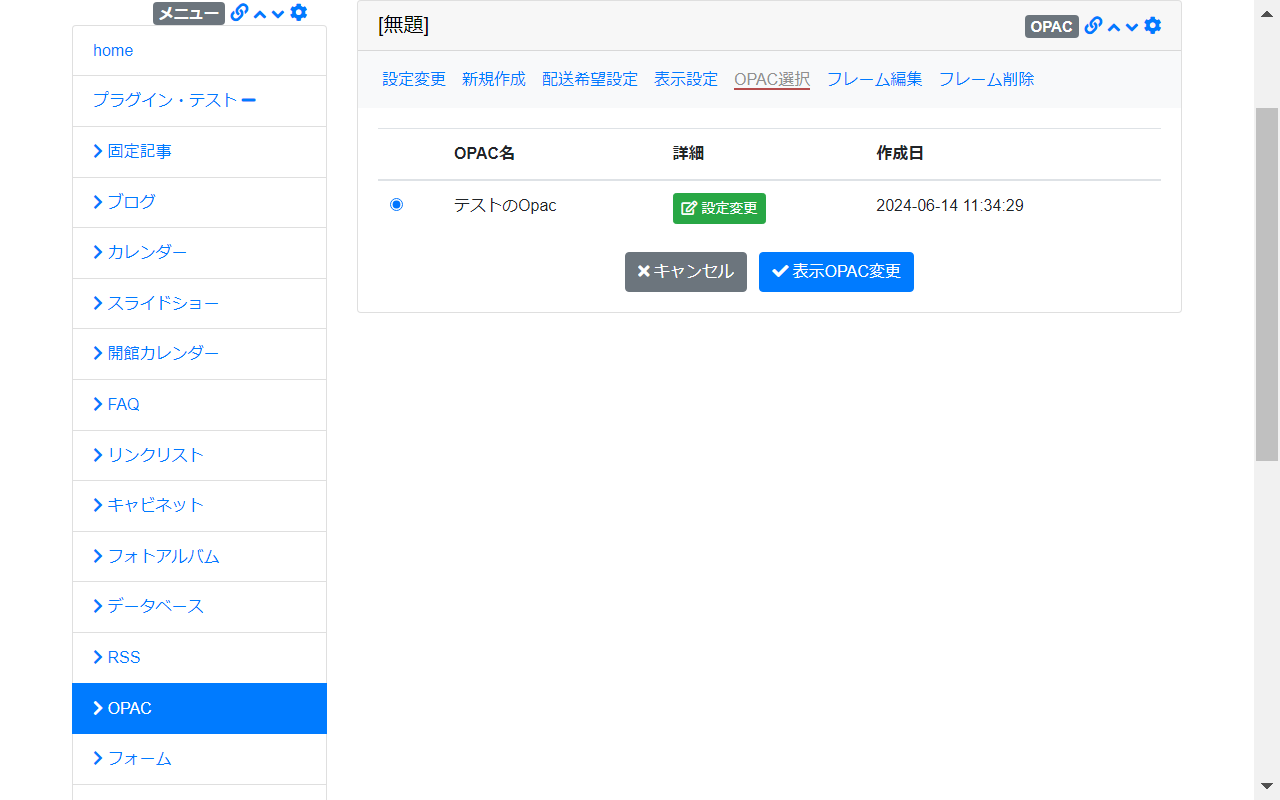 メニュー
home
プラグイン・テスト
固定記事
ブログ
カレンダー
スライドショー
開館カレンダー
FAQ
リンクリスト
キャビネット
フォトアルバム
データベース
RSS
OPAC
フォーム
[無題] OPAC
設定変更 新規作成 配送希望設定 表示設定 OPAC選択 フレーム編集 フレーム削除
OPAC名 詳細 作成日
テストのOpac 設定変更 2024-06-14 11:34:29
キャンセル 表示OPAC変更